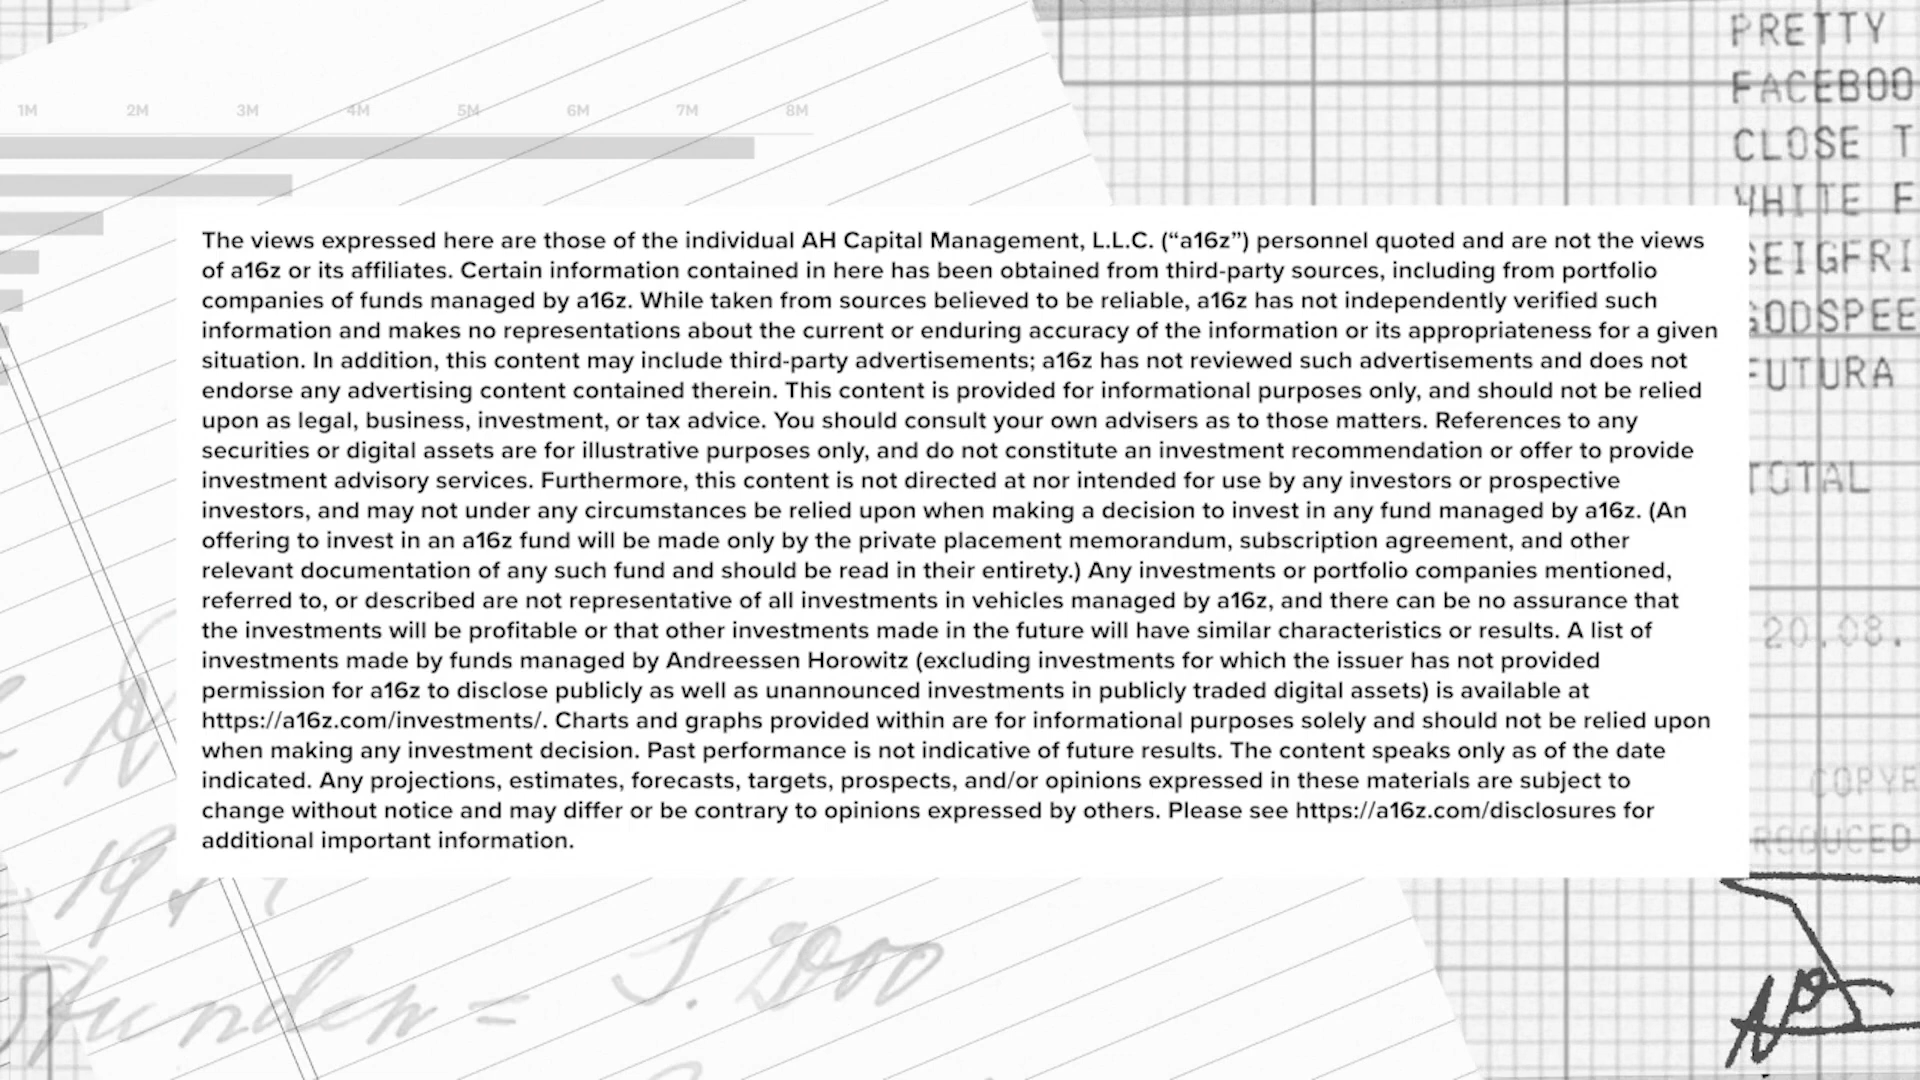 1M 2M 3M 4M 5M 6M 7M 8M
PRETTY
FACEBOO
CLOSE T
WHITE F
SEIGFRI
GODSPEE
FUTURA
TOTAL
20.08.
COPYR
The views expressed here are those of the individual AH Capital Management, L.L.C. (“a16z”) personnel quoted and are not the views
of a16z or its affiliates. Certain information contained in here has been obtained from third-party sources, including from portfolio
companies of funds managed by a16z. While taken from sources believed to be reliable, a16z has not independently verified such
information and makes no representations about the current or enduring accuracy of the information or its appropriateness for a given
situation. In addition, this content may include third-party advertisements; a16z has not reviewed such advertisements and does not
endorse any advertising content contained therein. This content is provided for informational purposes only, and should not be relied
upon as legal, business, investment, or tax advice. You should consult your own advisers as to those matters. References to any
securities or digital assets are for illustrative purposes only, and do not constitute an investment recommendation or offer to provide
investment advisory services. Furthermore, this content is not directed at nor intended for use by any investors or prospective
investors, and may not under any circumstances be relied upon when making a decision to invest in any fund managed by a16z. (An
offering to invest in an a16z fund will be made only by the private placement memorandum, subscription agreement, and other
relevant documentation of any such fund and should be read in their entirety.) Any investments or portfolio companies mentioned,
referred to, or described are not representative of all investments in vehicles managed by a16z, and there can be no assurance that
the investments will be profitable or that other investments made in the future will have similar characteristics or results. A list of
investments made by funds managed by Andreessen Horowitz (excluding investments for which the issuer has not provided
permission for a16z to disclose publicly as well as unannounced investments in publicly traded digital assets) is available at
https://a16z.com/investments/. Charts and graphs provided within are for informational purposes solely and should not be relied upon
when making any investment decision. Past performance is not indicative of future results. The content speaks only as of the date
indicated. Any projections, estimates, forecasts, targets, prospects, and/or opinions expressed in these materials are subject to
change without notice and may differ or be contrary to opinions expressed by others. Please see https://a16z.com/disclosures for
additional important information.
Stunden = S. 2000